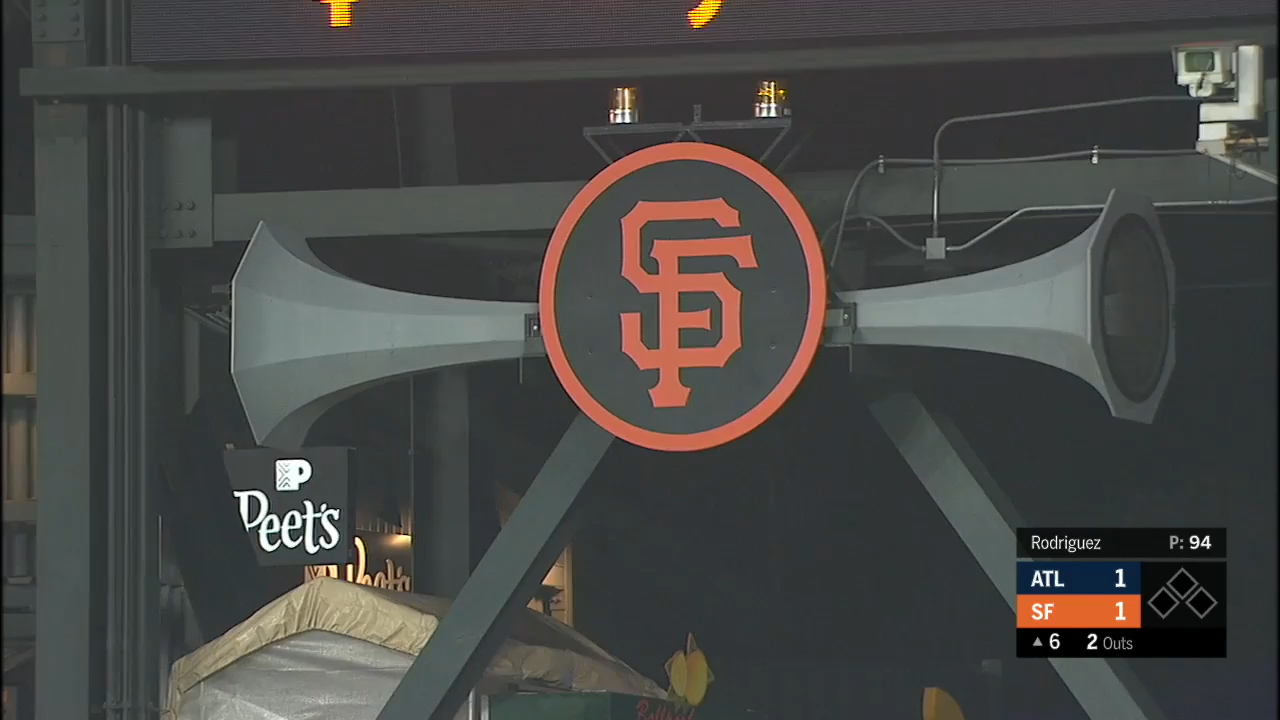 SF
P
Peet's
Rodriguez P: 94
ATL 1
SF 1
▲ 6 2 Outs